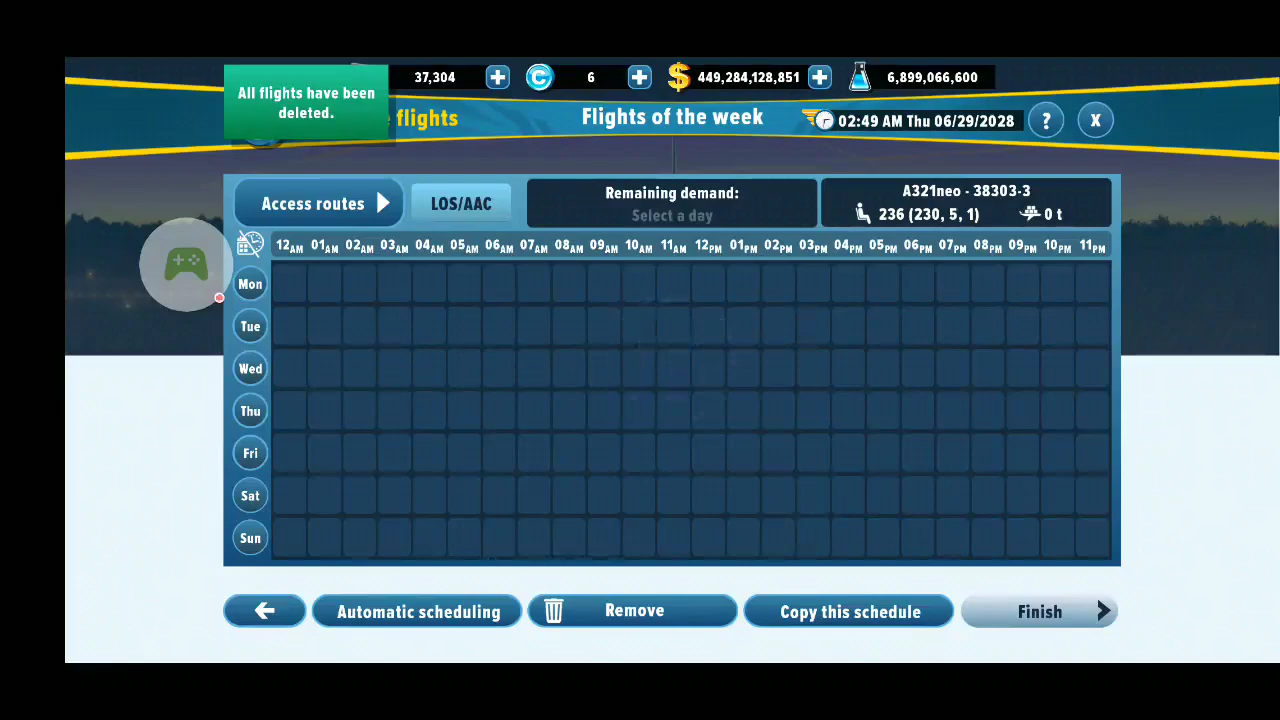 37,304
6
449,284,128,851
6,899,066,600
All flights have been
deleted.
e flights
Flights of the week
02:49 AM Thu 06/29/2028
?
X
Access routes
LOS/AAC
Remaining demand:
Select a day
A321neo - 38303-3
236 (230, 5, 1)
0 t
12AM 01AM 02AM 03AM 04AM 05AM 06AM 07AM 08AM 09AM 10AM 11AM 12PM 01PM 02PM 03PM 04PM 05PM 06PM 07PM 08PM 09PM 10PM 11PM
Mon
Tue
Wed
Thu
Fri
Sat
Sun
Automatic scheduling
Remove
Copy this schedule
Finish